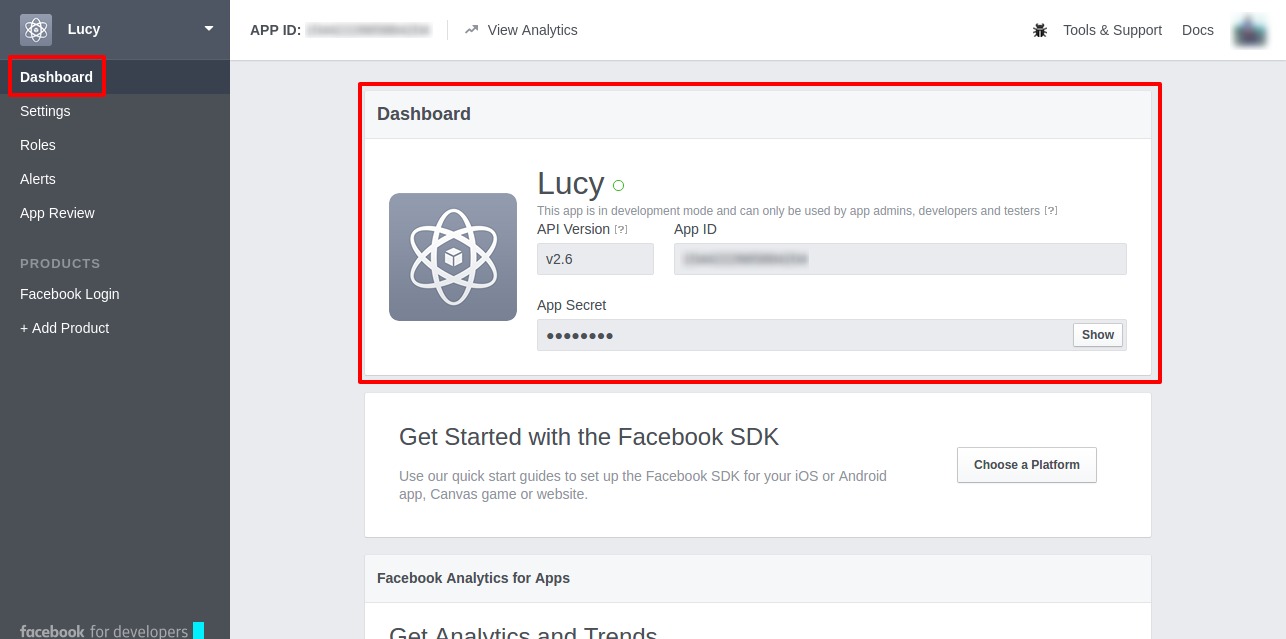 Lucy
APP ID:
View Analytics
Tools & Support
Docs
Dashboard
Settings
Roles
Alerts
App Review
PRODUCTS
Facebook Login
+ Add Product
facebook for developers
Dashboard
Lucy
This app is in development mode and can only be used by app admins, developers and testers [?]
API Version [?]
App ID
v2.6
App Secret
●●●●●●●●
Show
Get Started with the Facebook SDK
Use our quick start guides to set up the Facebook SDK for your iOS or Android
app, Canvas game or website.
Choose a Platform
Facebook Analytics for Apps
Get Analytics and Trends